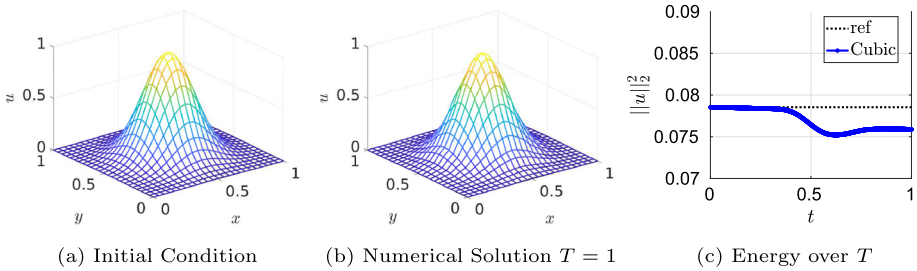 1
0.5
0
u
1
0.5
0
y
0
0.5
1
x
(a) Initial Condition
1
0.5
0
u
1
0.5
0
y
0
0.5
1
x
(b) Numerical Solution T = 1
0.09
0.085
0.08
0.075
0.07
||u||₂²
ref
Cubic
0
0.5
1
t
(c) Energy over T